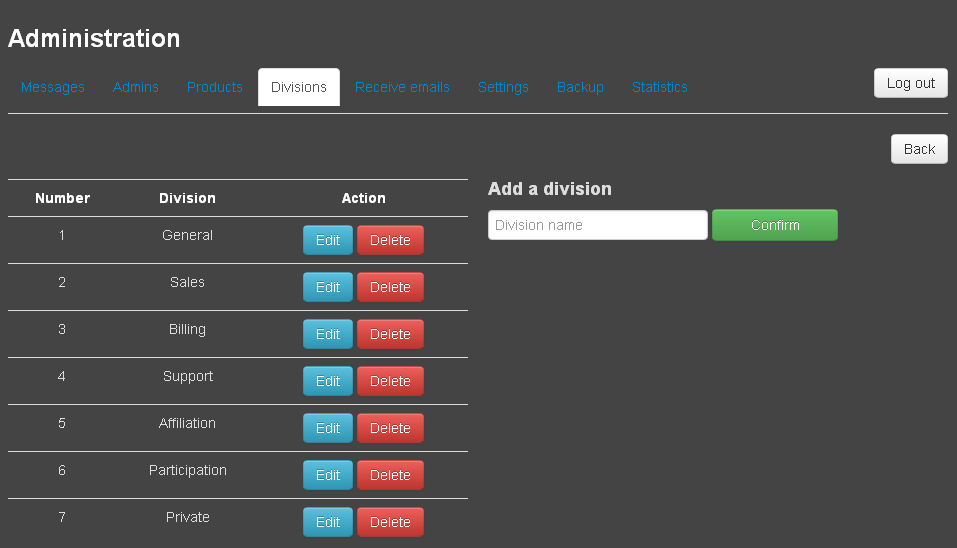 Administration
Messages Admins Products Divisions Receive emails Settings Backup Statistics Log out
Back
Number Division Action
1 General Edit Delete
2 Sales Edit Delete
3 Billing Edit Delete
4 Support Edit Delete
5 Affiliation Edit Delete
6 Participation Edit Delete
7 Private Edit Delete
Add a division
Division name Confirm